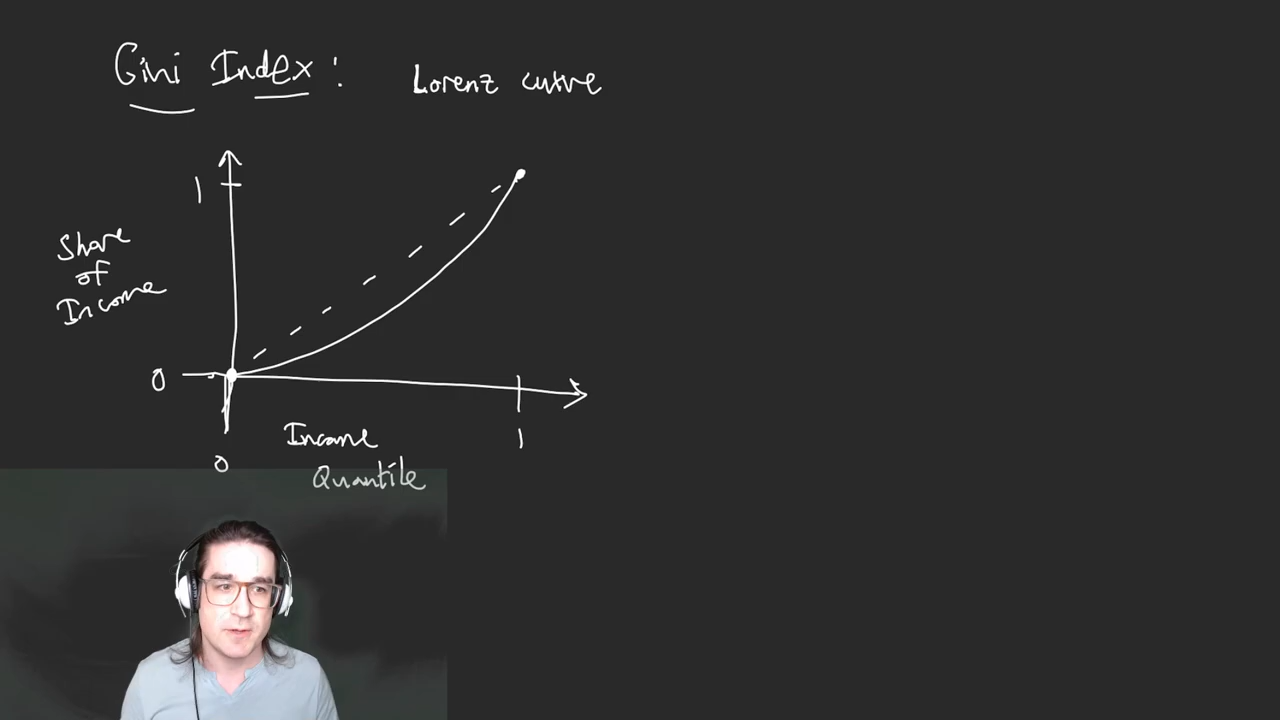 Gini Index: Lorenz curve
1
Share
of
Income
0
0
Income
1
Quantile